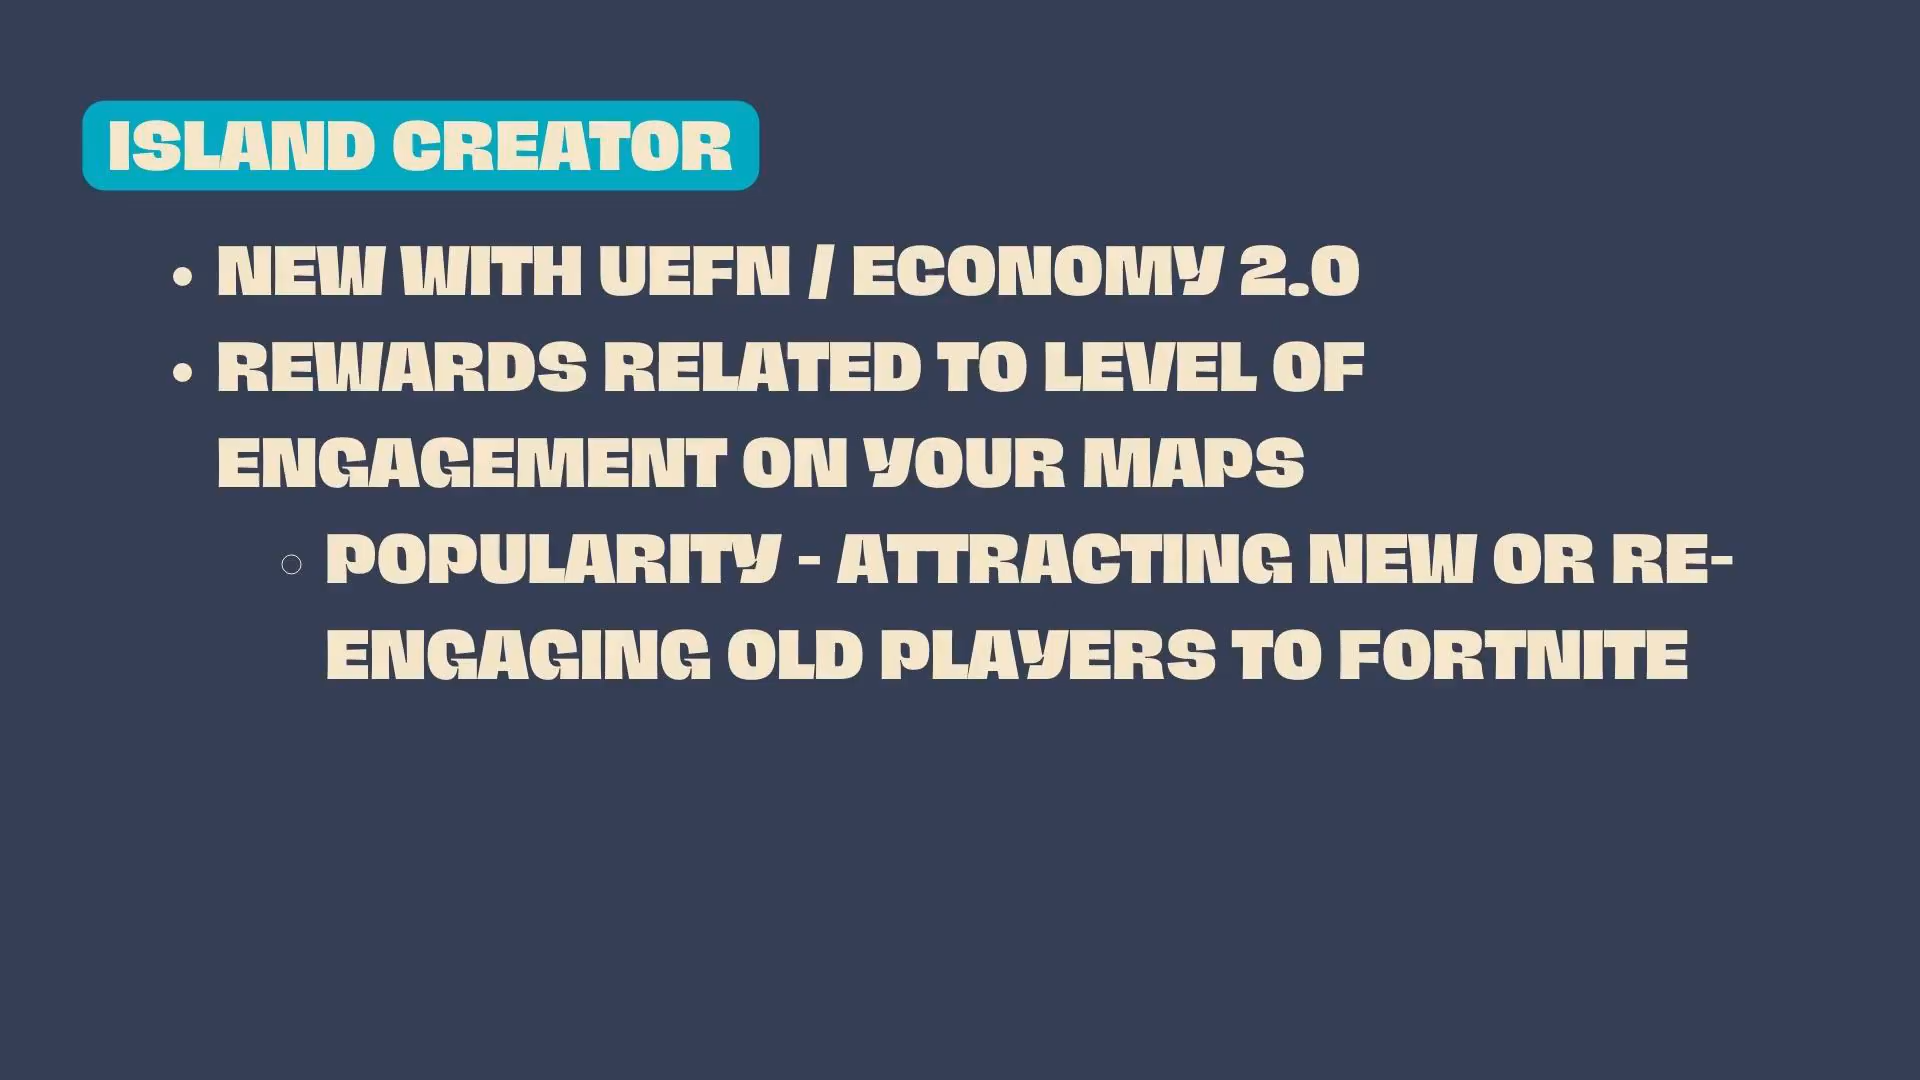 ISLAND CREATOR
• NEW WITH UEFN / ECONOMY 2.0
• REWARDS RELATED TO LEVEL OF
ENGAGEMENT ON YOUR MAPS
○ POPULARITY - ATTRACTING NEW OR RE-
ENGAGING OLD PLAYERS TO FORTNITE